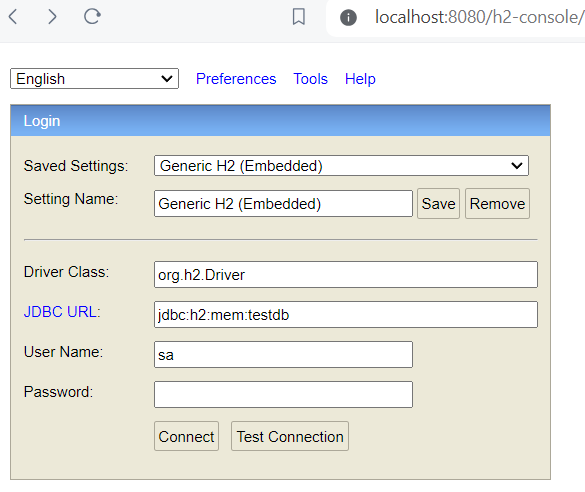 localhost:8080/h2-console/
English Preferences Tools Help
Login
Saved Settings: Generic H2 (Embedded)
Setting Name: Generic H2 (Embedded) Save Remove
Driver Class: org.h2.Driver
JDBC URL: jdbc:h2:mem:testdb
User Name: sa
Password:
Connect Test Connection